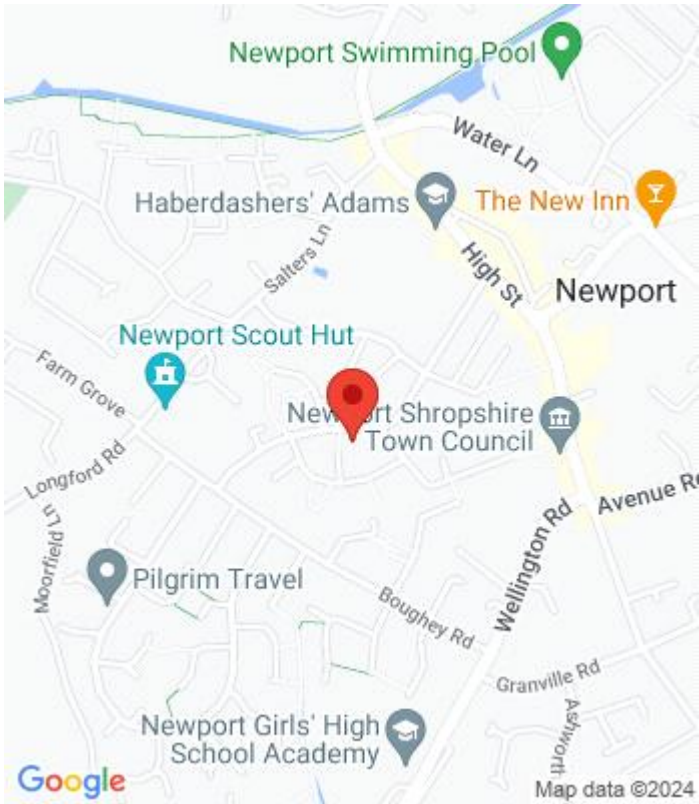 Newport Swimming Pool
Water Ln
Haberdashers' Adams
The New Inn
Salters Ln
High St
Newport
Newport Scout Hut
Farm Grove
Newport Shropshire
Town Council
Longford Rd
Avenue Re
Wellington Rd
Moorfield Ln
Pilgrim Travel
Boughey Rd
Granville Rd
Ashworth
Newport Girls' High
School Academy
Google
Map data ©2024